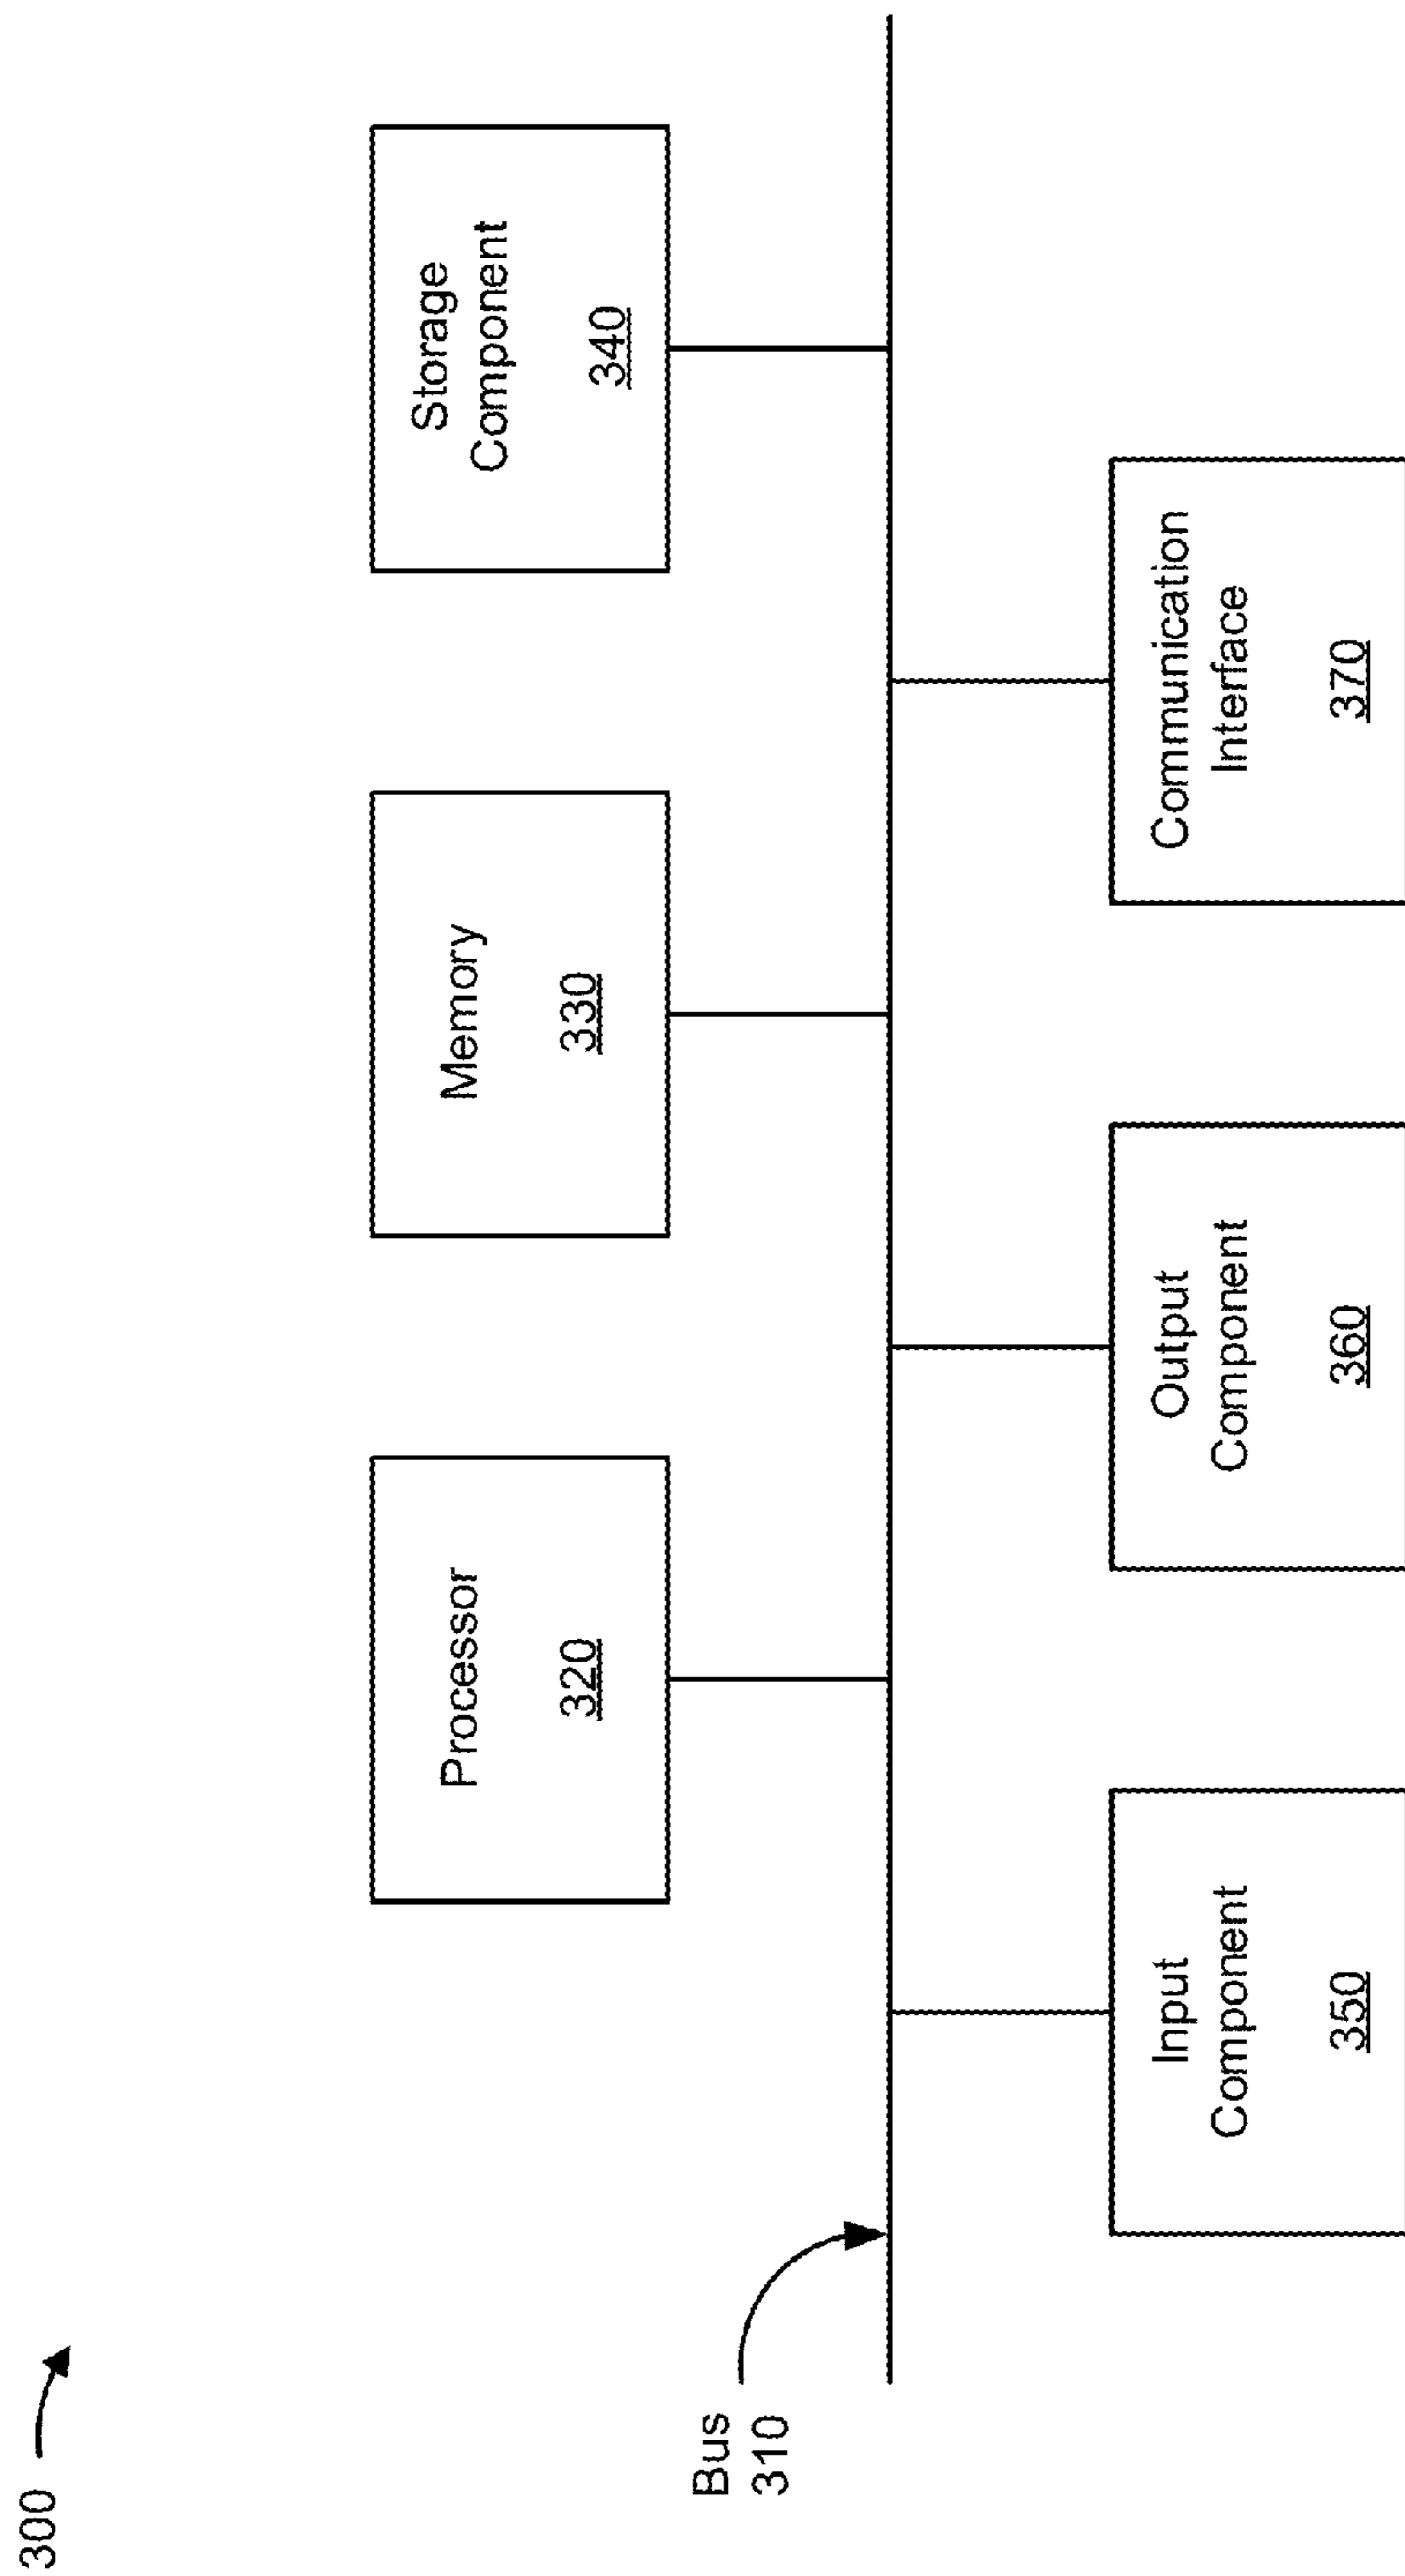 300
Processor
320
Memory
330
Storage
Component
340
Bus
310
Input
Component
350
Output
Component
360
Communication
Interface
370